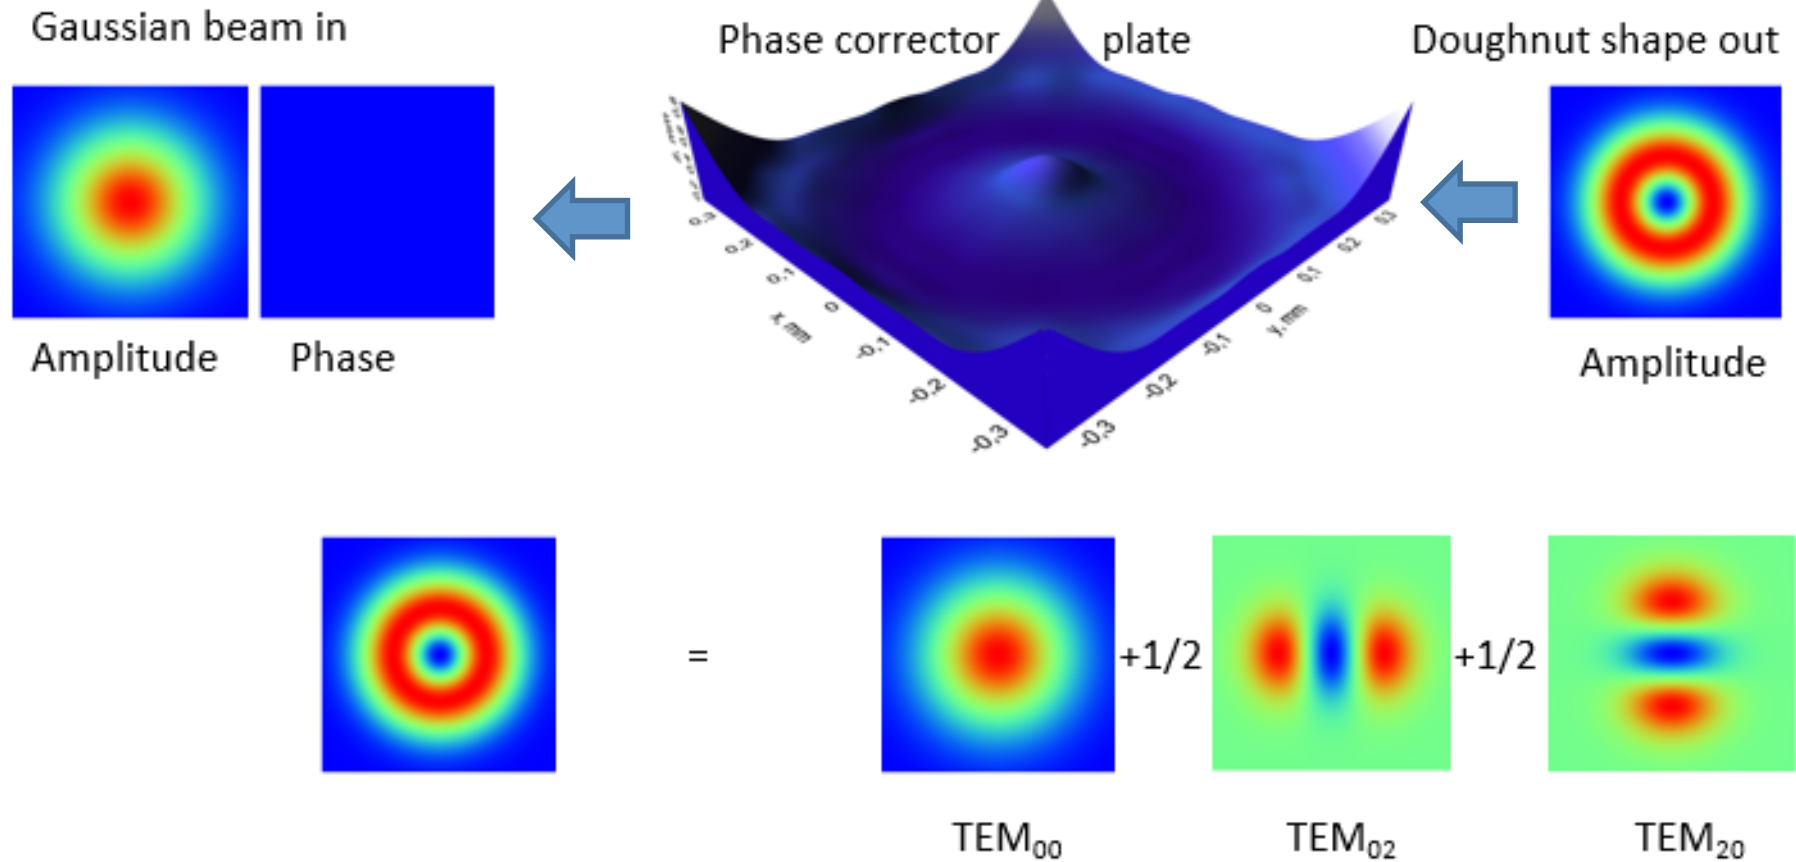 Gaussian beam in
Phase corrector plate
Doughnut shape out
Amplitude
Phase
Amplitude
0,3
0,2
0,1
0
x, mm
-0,1
-0,2
-0,3
0,3
0,2
0,1
0
y, mm
-0,1
-0,2
-0,3
= +1/2 +1/2
TEM₀₀
TEM₀₂
TEM₂₀